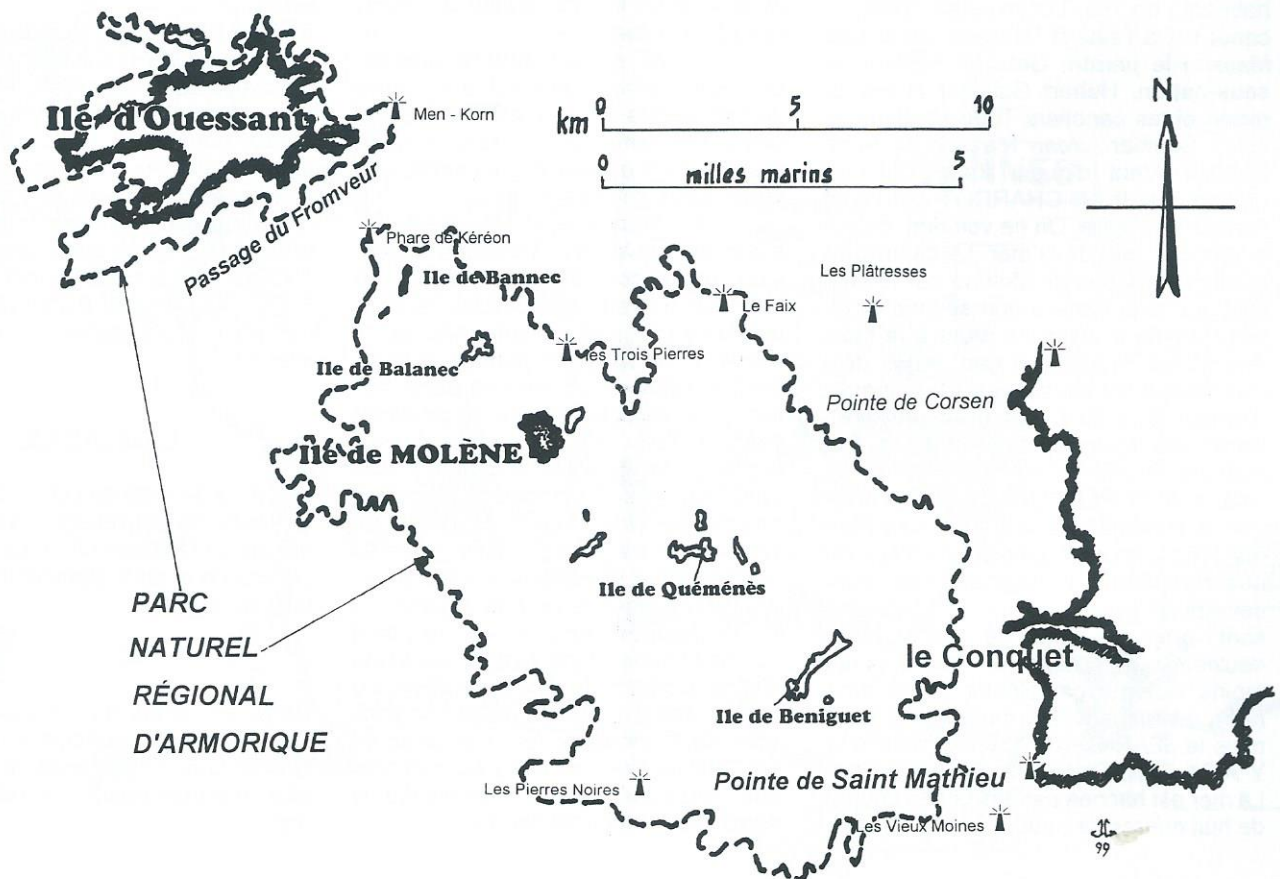 Ilé d'Ouessant
Men - Korn
km 0 5 10
0 5
milles marins
N
Passage du Fromveur
Phare de Kéréon
Ile de Bannec
Les Plâtresses
Le Faix
les Trois Pierres
Ile de Balanec
Pointe de Corsen
Ile de MOLÈNE
Ile de Quéménès
PARC
NATUREL
RÉGIONAL
D'ARMORIQUE
le Conquet
Ile de Beniguet
Pointe de Saint Mathieu
Les Pierres Noires
Les Vieux Moines
99